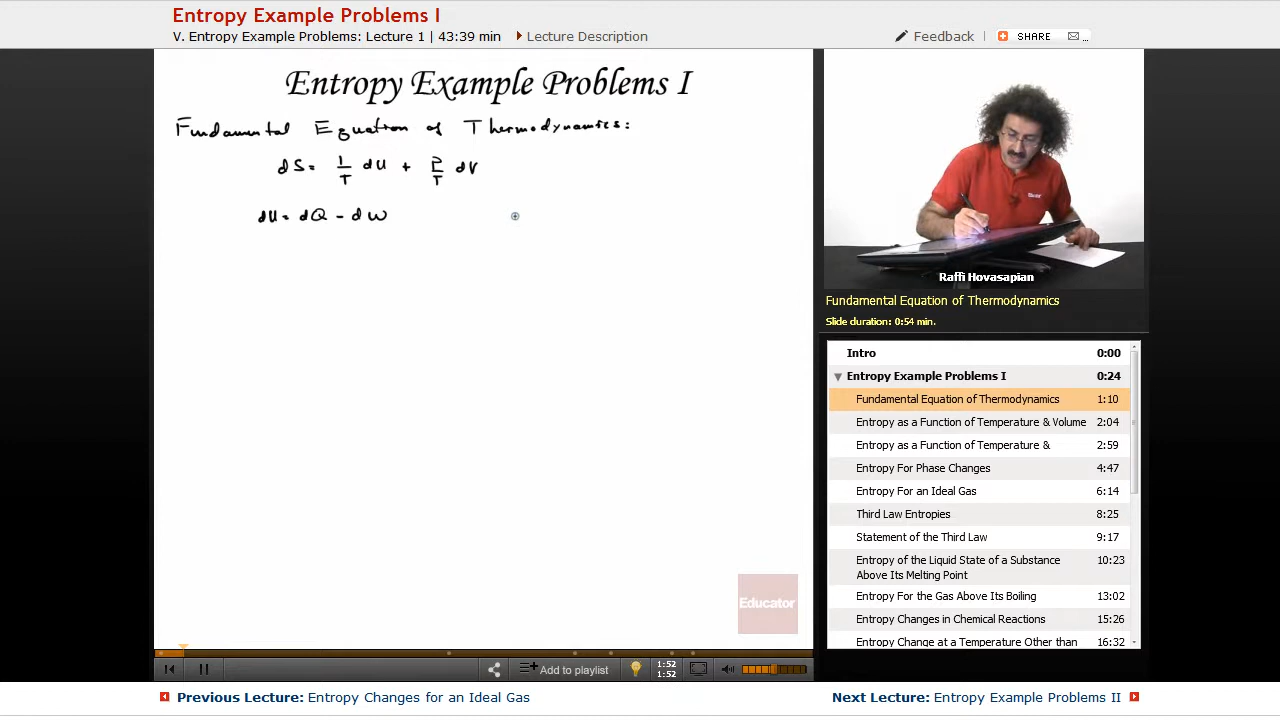 Entropy Example Problems I
V. Entropy Example Problems: Lecture 1 | 43:39 min
Lecture Description
Feedback
SHARE
Entropy Example Problems I
Fundamental Equation of Thermodynamics:
dS = 1/T dU + P/T dV
dU = dQ - dW
Raffi Hovasapian
Fundamental Equation of Thermodynamics
Slide duration: 0:54 min.
Intro 0:00
Entropy Example Problems I 0:24
Fundamental Equation of Thermodynamics 1:10
Entropy as a Function of Temperature & Volume 2:04
Entropy as a Function of Temperature & 2:59
Entropy For Phase Changes 4:47
Entropy For an Ideal Gas 6:14
Third Law Entropies 8:25
Statement of the Third Law 9:17
Entropy of the Liquid State of a Substance 10:23
Above Its Melting Point
Entropy For the Gas Above Its Boiling 13:02
Entropy Changes in Chemical Reactions 15:26
Entropy Change at a Temperature Other than 16:32
Educator
Add to playlist
1:52
1:52
Previous Lecture: Entropy Changes for an Ideal Gas
Next Lecture: Entropy Example Problems II